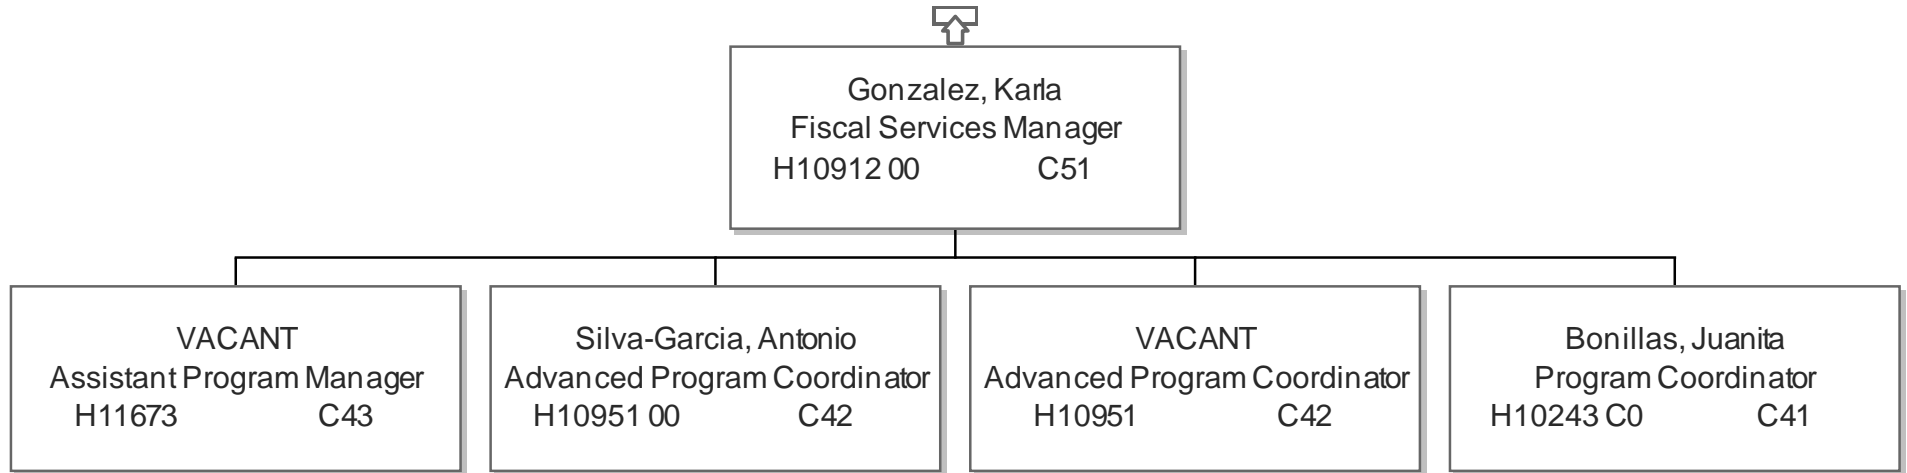 Gonzalez, Karla
Fiscal Services Manager
H10912 00 C51
VACANT
Assistant Program Manager
H11673 C43
Silva-Garcia, Antonio
Advanced Program Coordinator
H10951 00 C42
VACANT
Advanced Program Coordinator
H10951 C42
Bonillas, Juanita
Program Coordinator
H10243 C0 C41